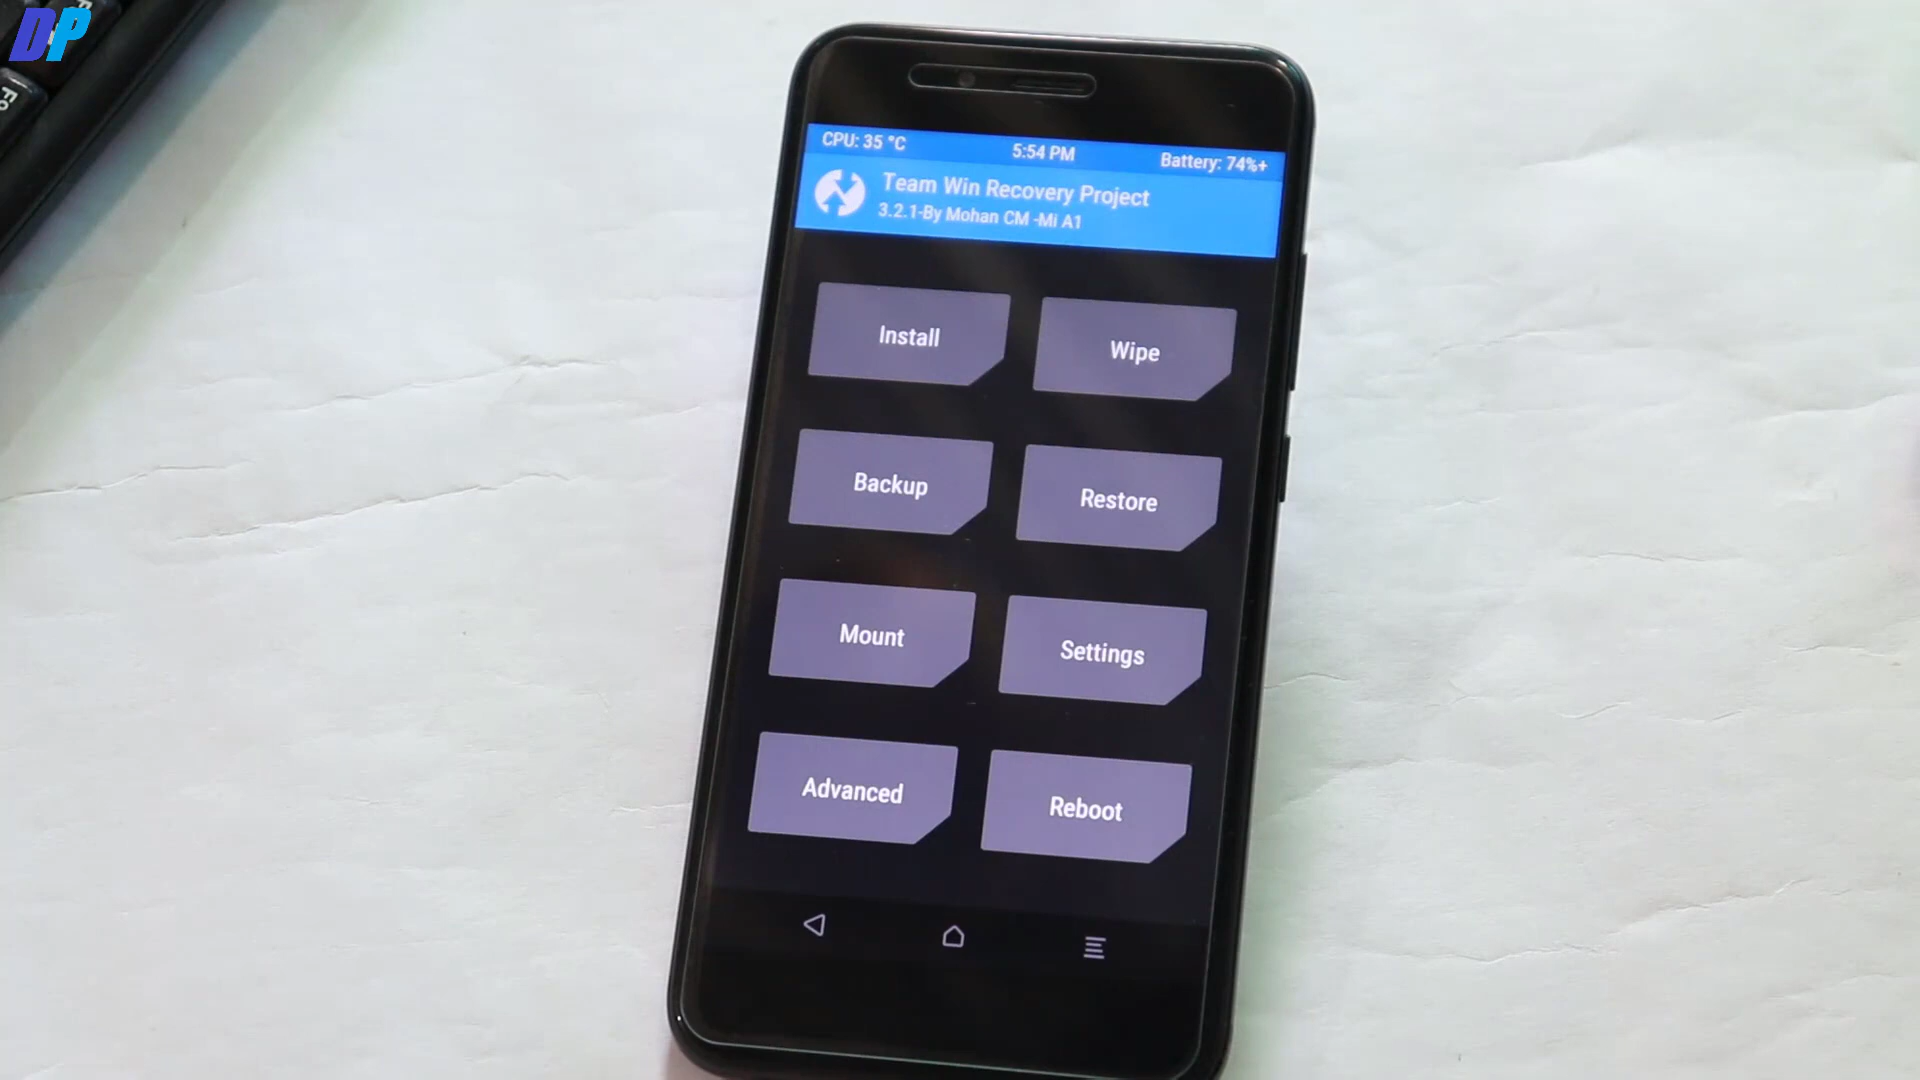 DP
F
Fo
CPU: 35 °C 5:54 PM Battery: 74%+
Team Win Recovery Project
3.2.1-By Mohan CM -Mi A1
Install Wipe
Backup Restore
Mount Settings
Advanced Reboot